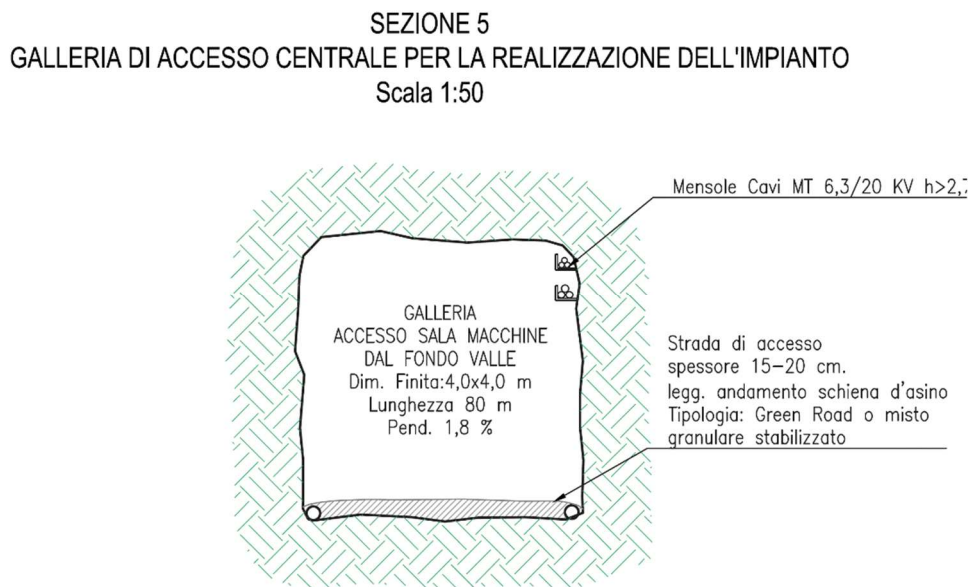 SEZIONE 5
GALLERIA DI ACCESSO CENTRALE PER LA REALIZZAZIONE DELL'IMPIANTO
Scala 1:50
Mensole Cavi MT 6,3/20 KV
GALLERIA
ACCESSO SALA MACCHINE
DAL FONDO VALLE
Dim. Finita:4,0x4,0 m
Lunghezza 80 m
Pend. 1,8 %
Strada di accesso
spessore 15-20 cm.
legg. andamento schiena d'asino
Tipologia: Green Road o misto
granulare stabilizzato